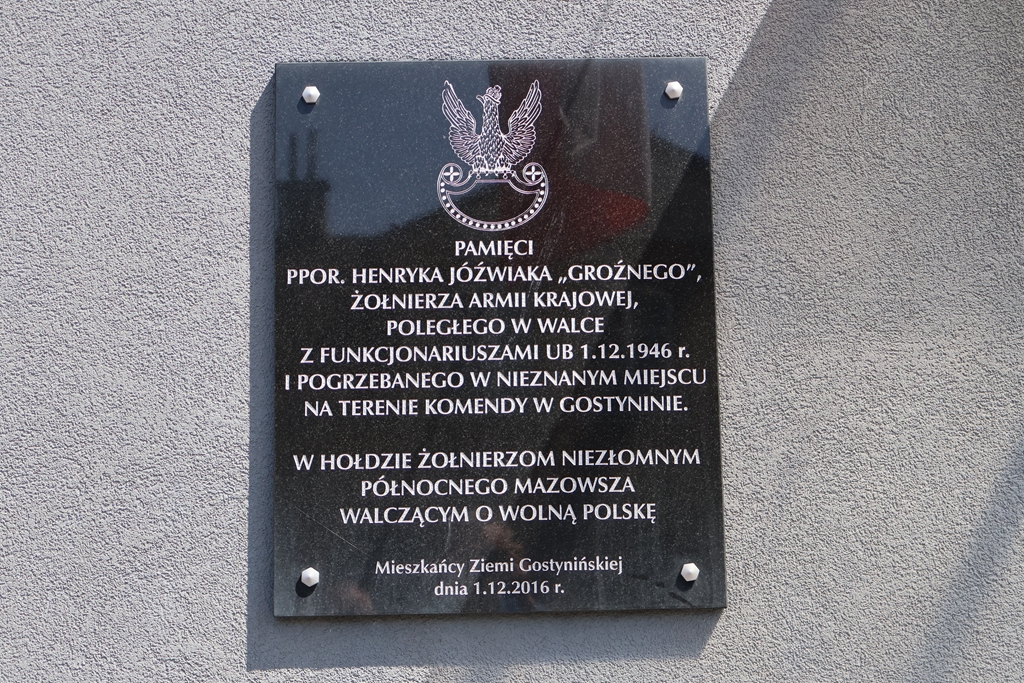 PAMIĘCI
PPOR. HENRYKA JÓŹWIAKA „GROŹNEGO”,
ŻOŁNIERZA ARMII KRAJOWEJ,
POLEGŁEGO W WALCE
Z FUNKCJONARIUSZAMI UB 1.12.1946 r.
I POGRZEBANEGO W NIEZNANYM MIEJSCU
NA TERENIE KOMENDY W GOSTYNINIE.
W HOŁDZIE ŻOŁNIERZOM NIEZŁOMNYM
PÓŁNOCNEGO MAZOWSZA
WALCZĄCYM O WOLNĄ POLSKĘ
Mieszkańcy Ziemi Gostynińskiej
dnia 1.12.2016 r.